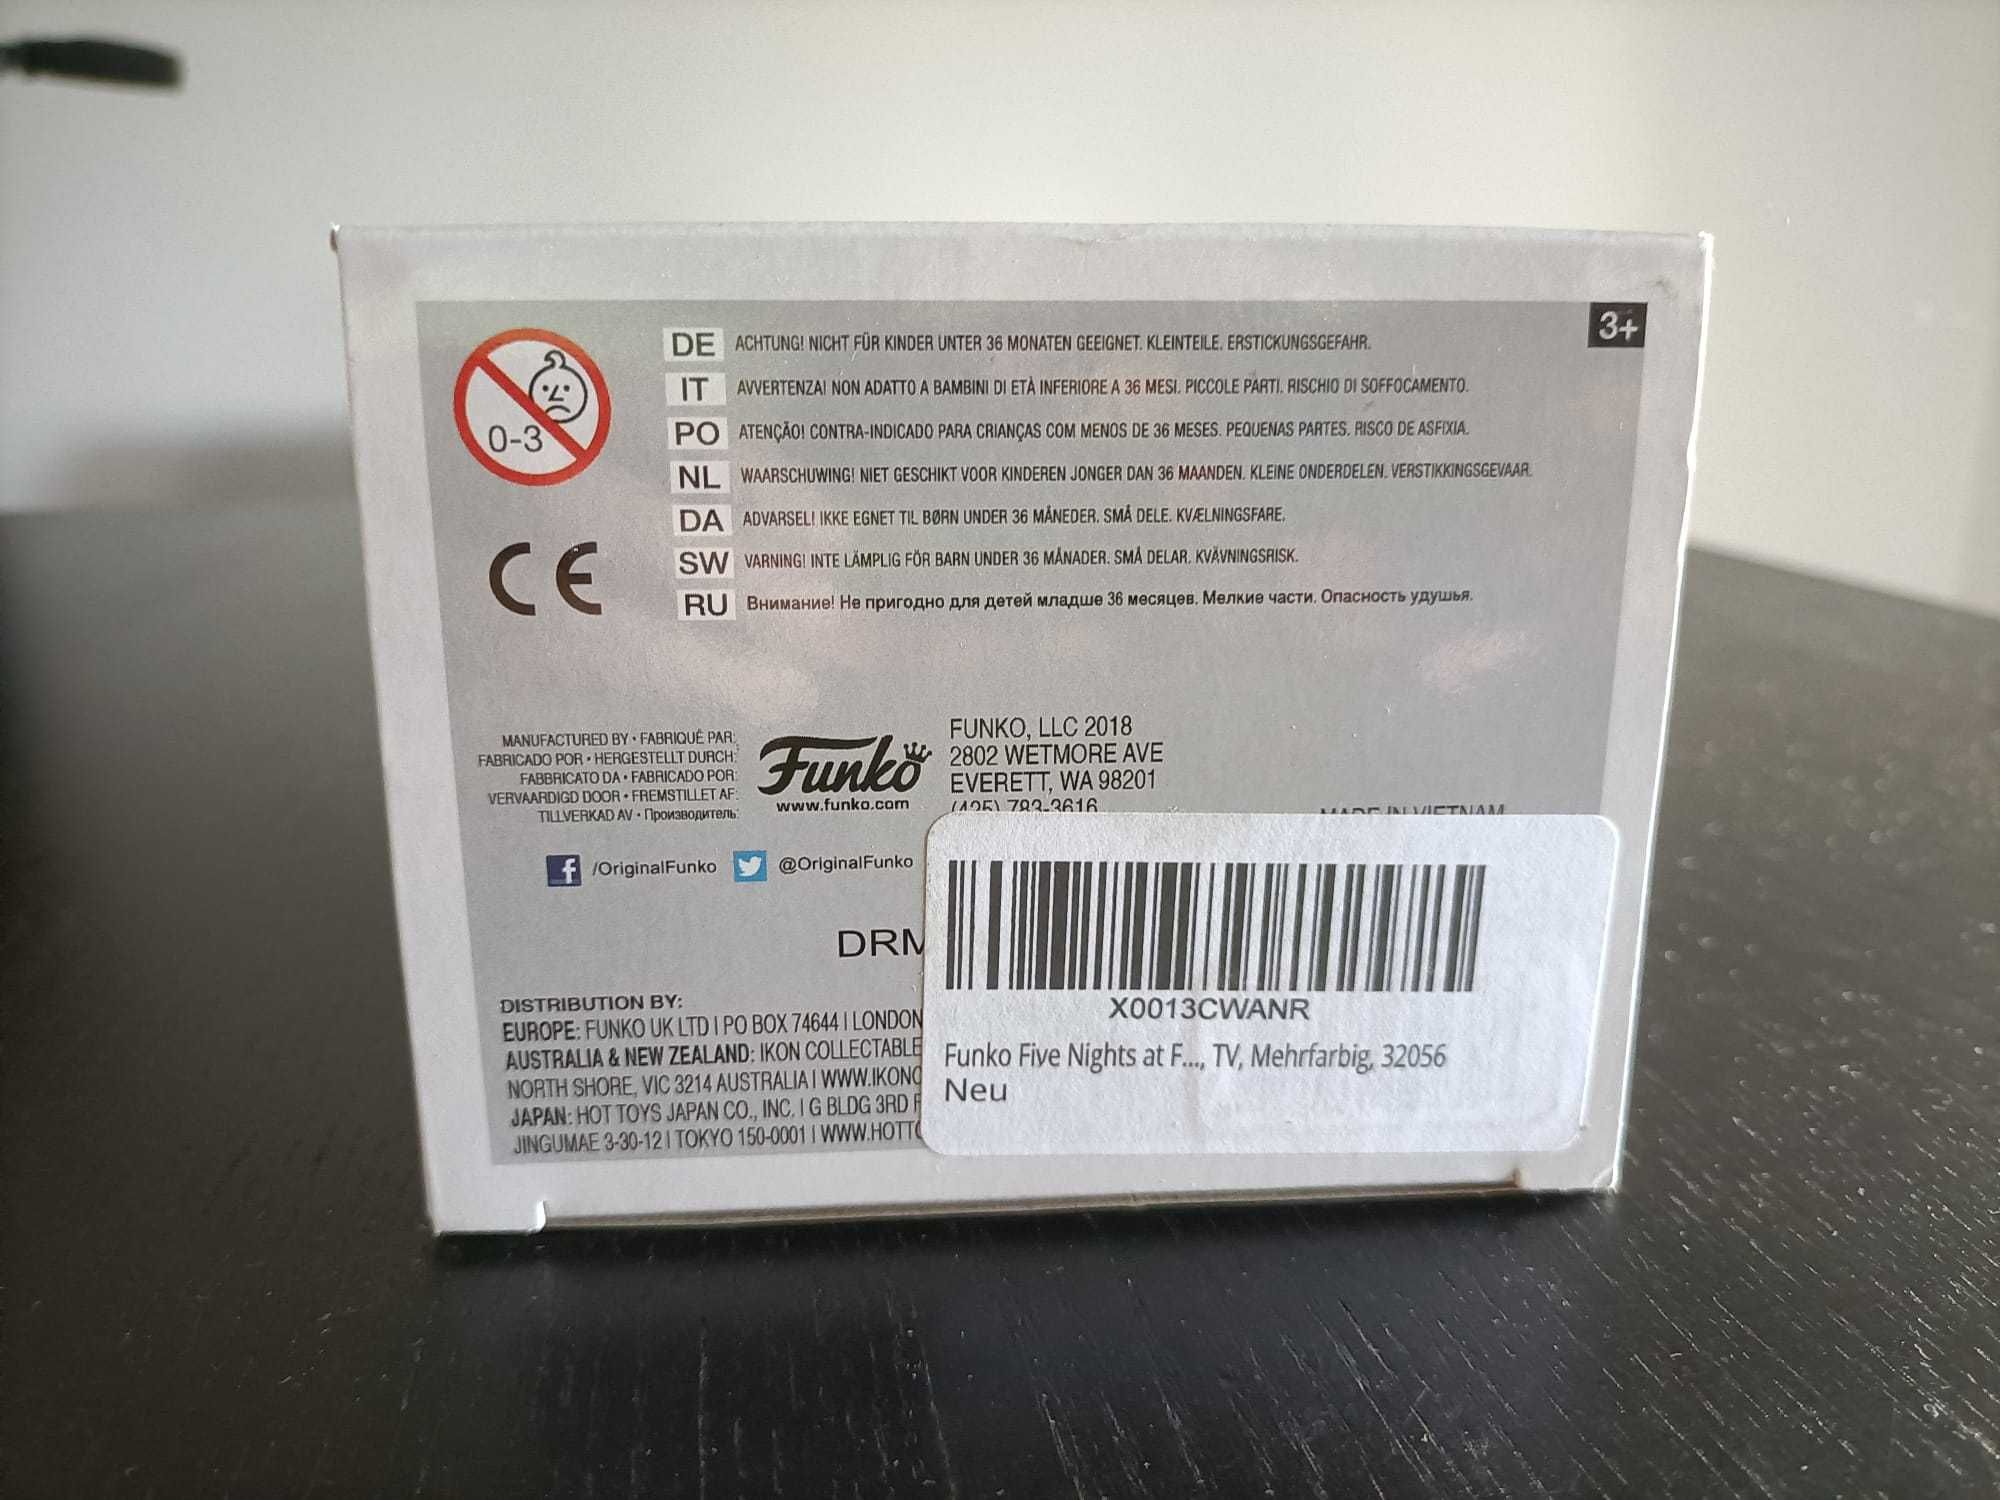 3+
0-3
DE ACHTUNG! NICHT FÜR KINDER UNTER 36 MONATEN GEEIGNET. KLEINTEILE. ERSTICKUNGSGEFAHR.
IT AVVERTENZA! NON ADATTO A BAMBINI DI ETÀ INFERIORE A 36 MESI. PICCOLE PARTI. RISCHIO DI SOFFOCAMENTO.
PO ATENÇÃO! CONTRA-INDICADO PARA CRIANÇAS COM MENOS DE 36 MESES. PEQUENAS PARTES. RISCO DE ASFIXIA.
NL WAARSCHUWING! NIET GESCHIKT VOOR KINDEREN JONGER DAN 36 MAANDEN. KLEINE ONDERDELEN. VERSTIKKINGSGEVAAR.
DA ADVARSEL! IKKE EGNET TIL BØRN UNDER 36 MÅNEDER. SMÅ DELE. KVÆLNINGSFARE.
SW VARNING! INTE LÄMPLIG FÖR BARN UNDER 36 MÅNADER. SMÅ DELAR. KVÄVNINGSRISK.
RU Внимание! Не пригодно для детей младше 36 месяцев. Мелкие части. Опасность удушья.
CE
MANUFACTURED BY • FABRIQUÉ PAR:
FABRICADO POR • HERGESTELLT DURCH:
FABBRICATO DA • FABRICADO POR:
VERVAARDIGD DOOR • FREMSTILLET AF:
TILLVERKAD AV • Производитель:
Funko
www.funko.com
FUNKO, LLC 2018
2802 WETMORE AVE
EVERETT, WA 98201
(425) 783-3616
MADE IN VIETNAM
/OriginalFunko @OriginalFunko
DRM
DISTRIBUTION BY:
EUROPE: FUNKO UK LTD | PO BOX 74644 | LONDON
AUSTRALIA & NEW ZEALAND: IKON COLLECTABLE
NORTH SHORE, VIC 3214 AUSTRALIA | WWW.IKONC
JAPAN: HOT TOYS JAPAN CO., INC. | G BLDG 3RD F
JINGUMAE 3-30-12 | TOKYO 150-0001 | WWW.HOTTO
X0013CWANR
Funko Five Nights at F..., TV, Mehrfarbig, 32056
Neu